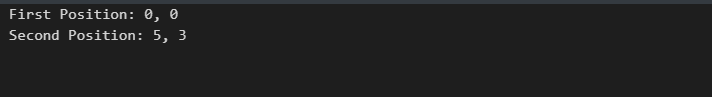 First Position: 0, 0
Second Position: 5, 3